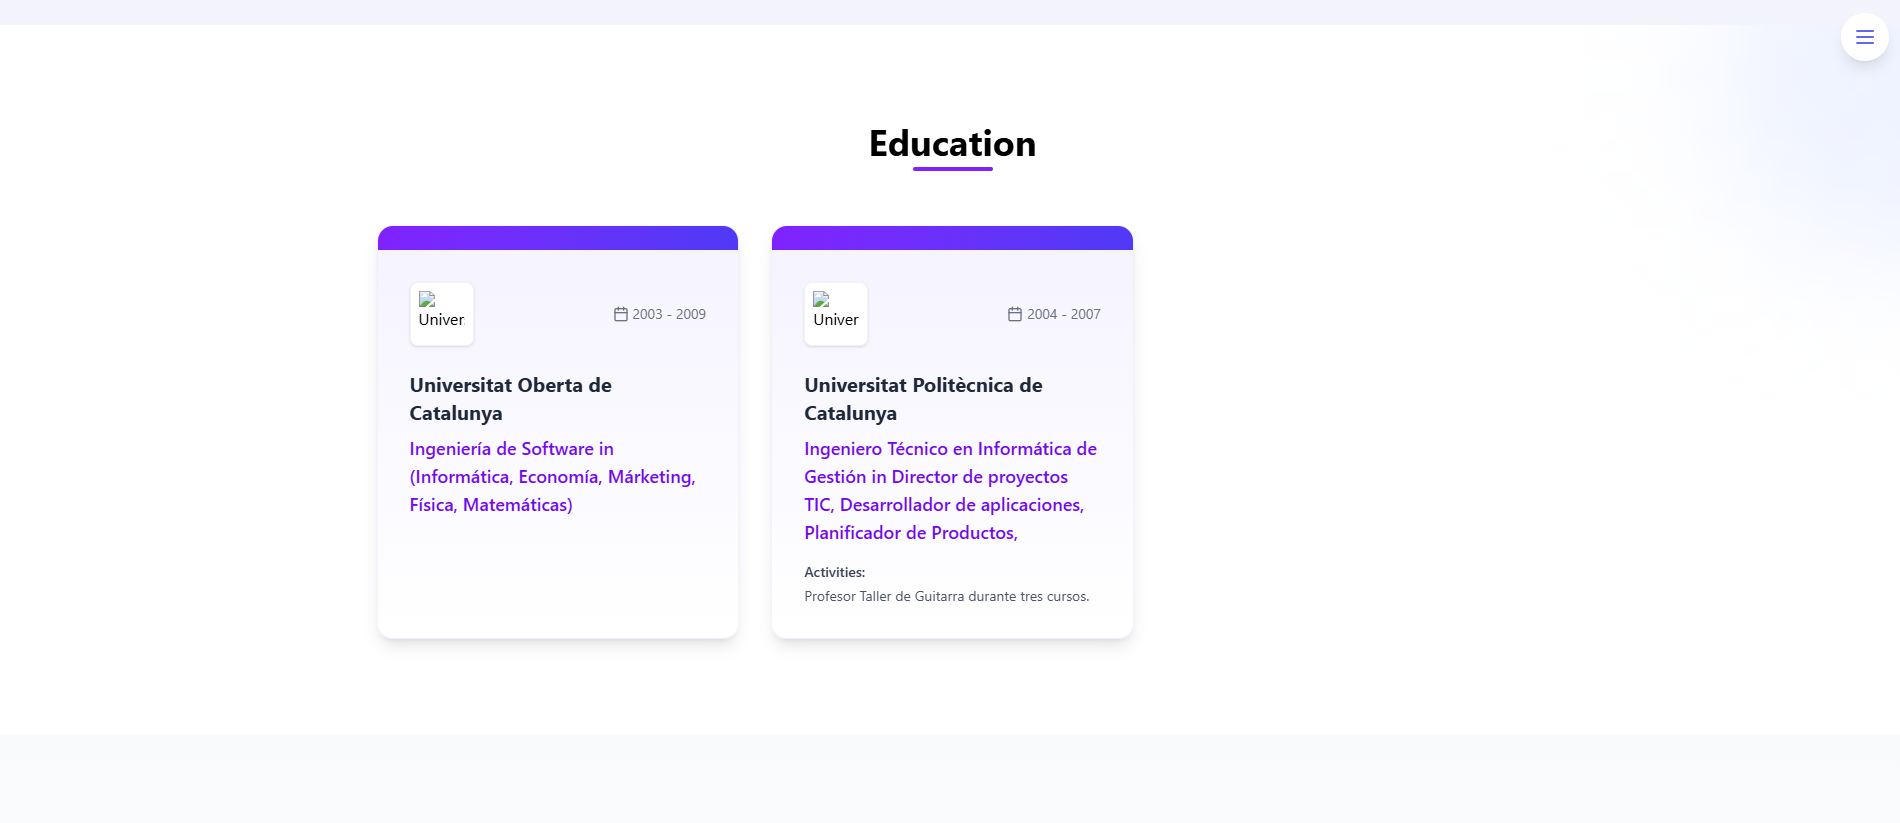 Education
Univer
2003 - 2009
Universitat Oberta de
Catalunya
Ingeniería de Software in
(Informática, Economía, Márketing,
Física, Matemáticas)
Univer
2004 - 2007
Universitat Politècnica de
Catalunya
Ingeniero Técnico en Informática de
Gestión in Director de proyectos
TIC, Desarrollador de aplicaciones,
Planificador de Productos,
Activities:
Profesor Taller de Guitarra durante tres cursos.